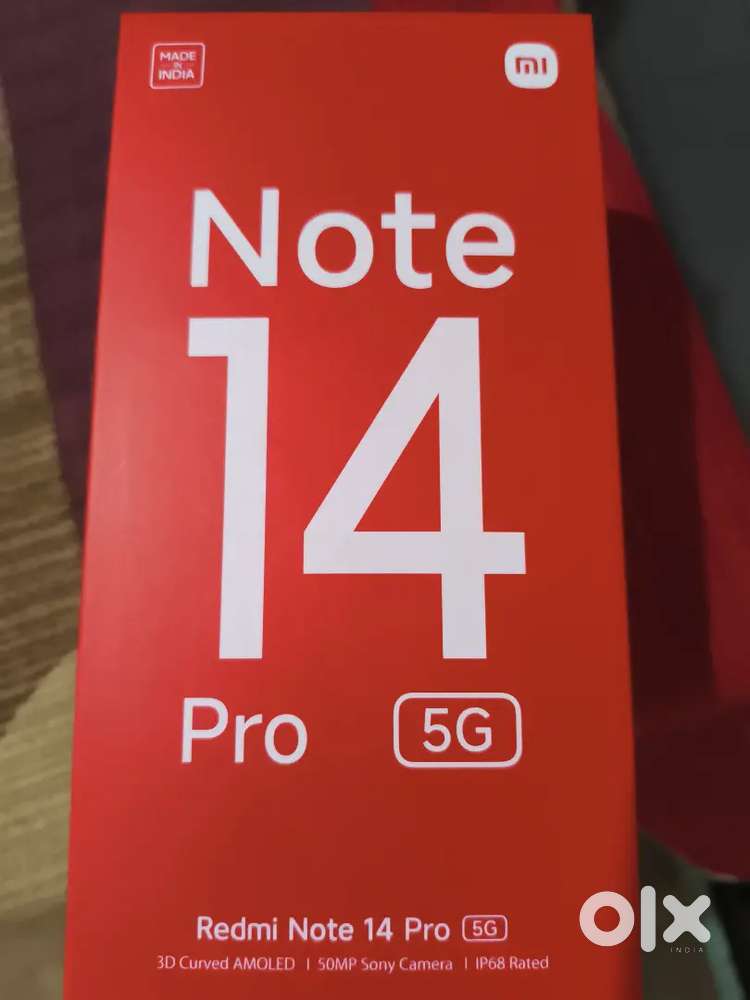 MADE
IN
INDIA
mi
Note
14
Pro 5G
Redmi Note 14 Pro 5G
3D Curved AMOLED | 50MP Sony Camera | IP68 Rated
olx
INDIA